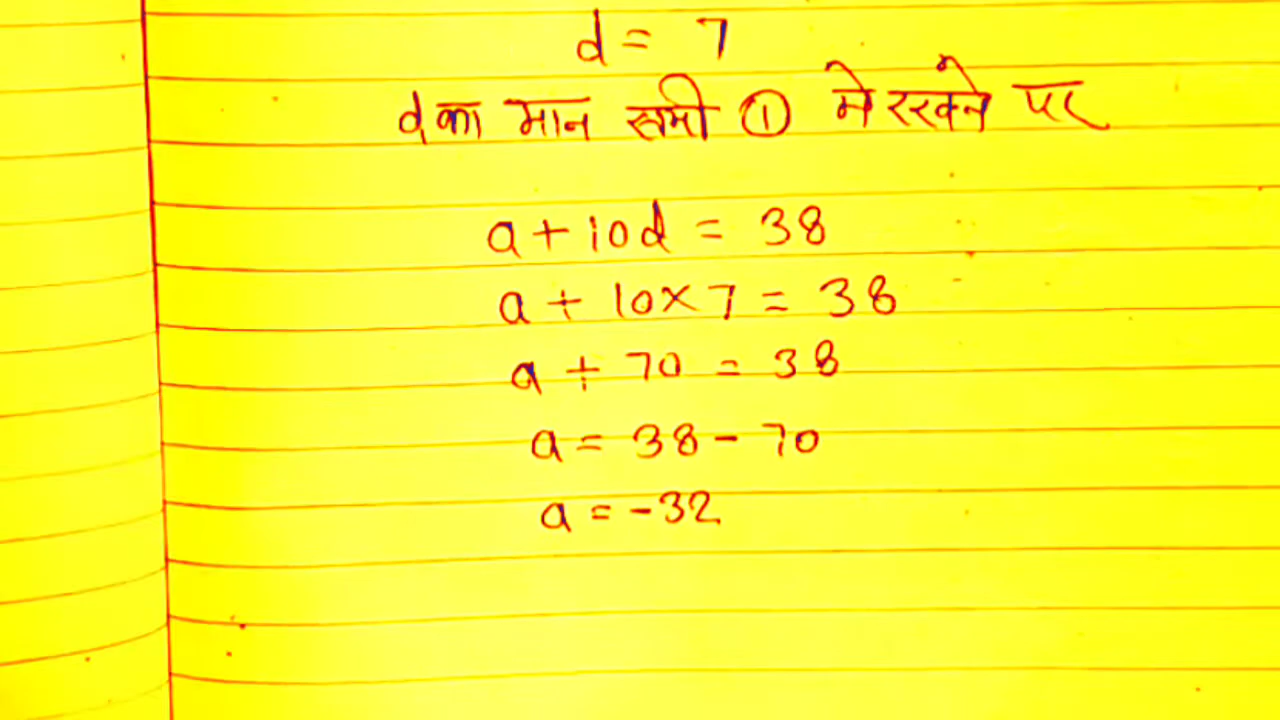 d = 7
d का मान समी ① मे रखने पर
a + 10d = 38
a + 10 × 7 = 38
a + 70 = 38
a = 38 - 70
a = -32